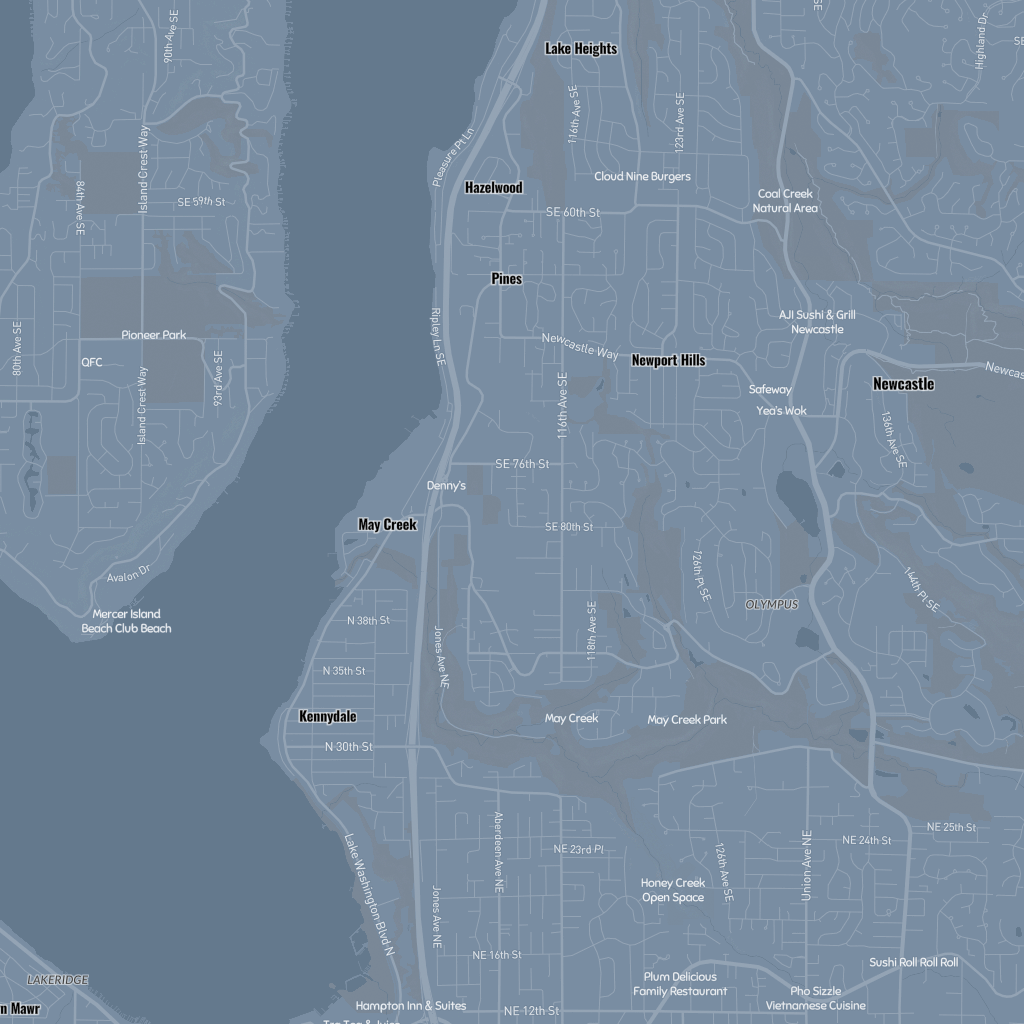 90th Ave SE
SE
Highland Dr
SE
Lake Heights
116th Ave SE
123rd Ave SE
Pleasure Pt Ln
Island Crest Way
Cloud Nine Burgers
Hazelwood
84th Ave SE
SE 59th St
SE 60th St
Coal Creek
Natural Area
Pines
Ripley Ln SE
AJI Sushi & Grill
Newcastle
Pioneer Park
80th Ave SE
QFC
93rd Ave SE
Newcastle Way
Newport Hills
Newcas
Newcastle
Safeway
Yea's Wok
Island Crest Way
116th Ave SE
136th Ave SE
SE 76th St
Denny's
May Creek
SE 80th St
Avalon Dr
126th Pl SE
144th Pl SE
OLYMPUS
Mercer Island
Beach Club Beach
N 38th St
118th Ave SE
Jones Ave NE
N 35th St
Kennydale
May Creek
May Creek Park
N 30th St
NE 25th St
NE 24th St
Aberdeen Ave NE
NE 23rd Pl
126th Ave SE
Union Ave NE
Lake Washington Blvd N
Honey Creek
Open Space
Jones Ave NE
NE 16th St
Sushi Roll Roll Roll
LAKERIDGE
Plum Delicious
Family Restaurant
Pho Sizzle
Vietnamese Cuisine
n Mawr
Hampton Inn & Suites
NE 12th St